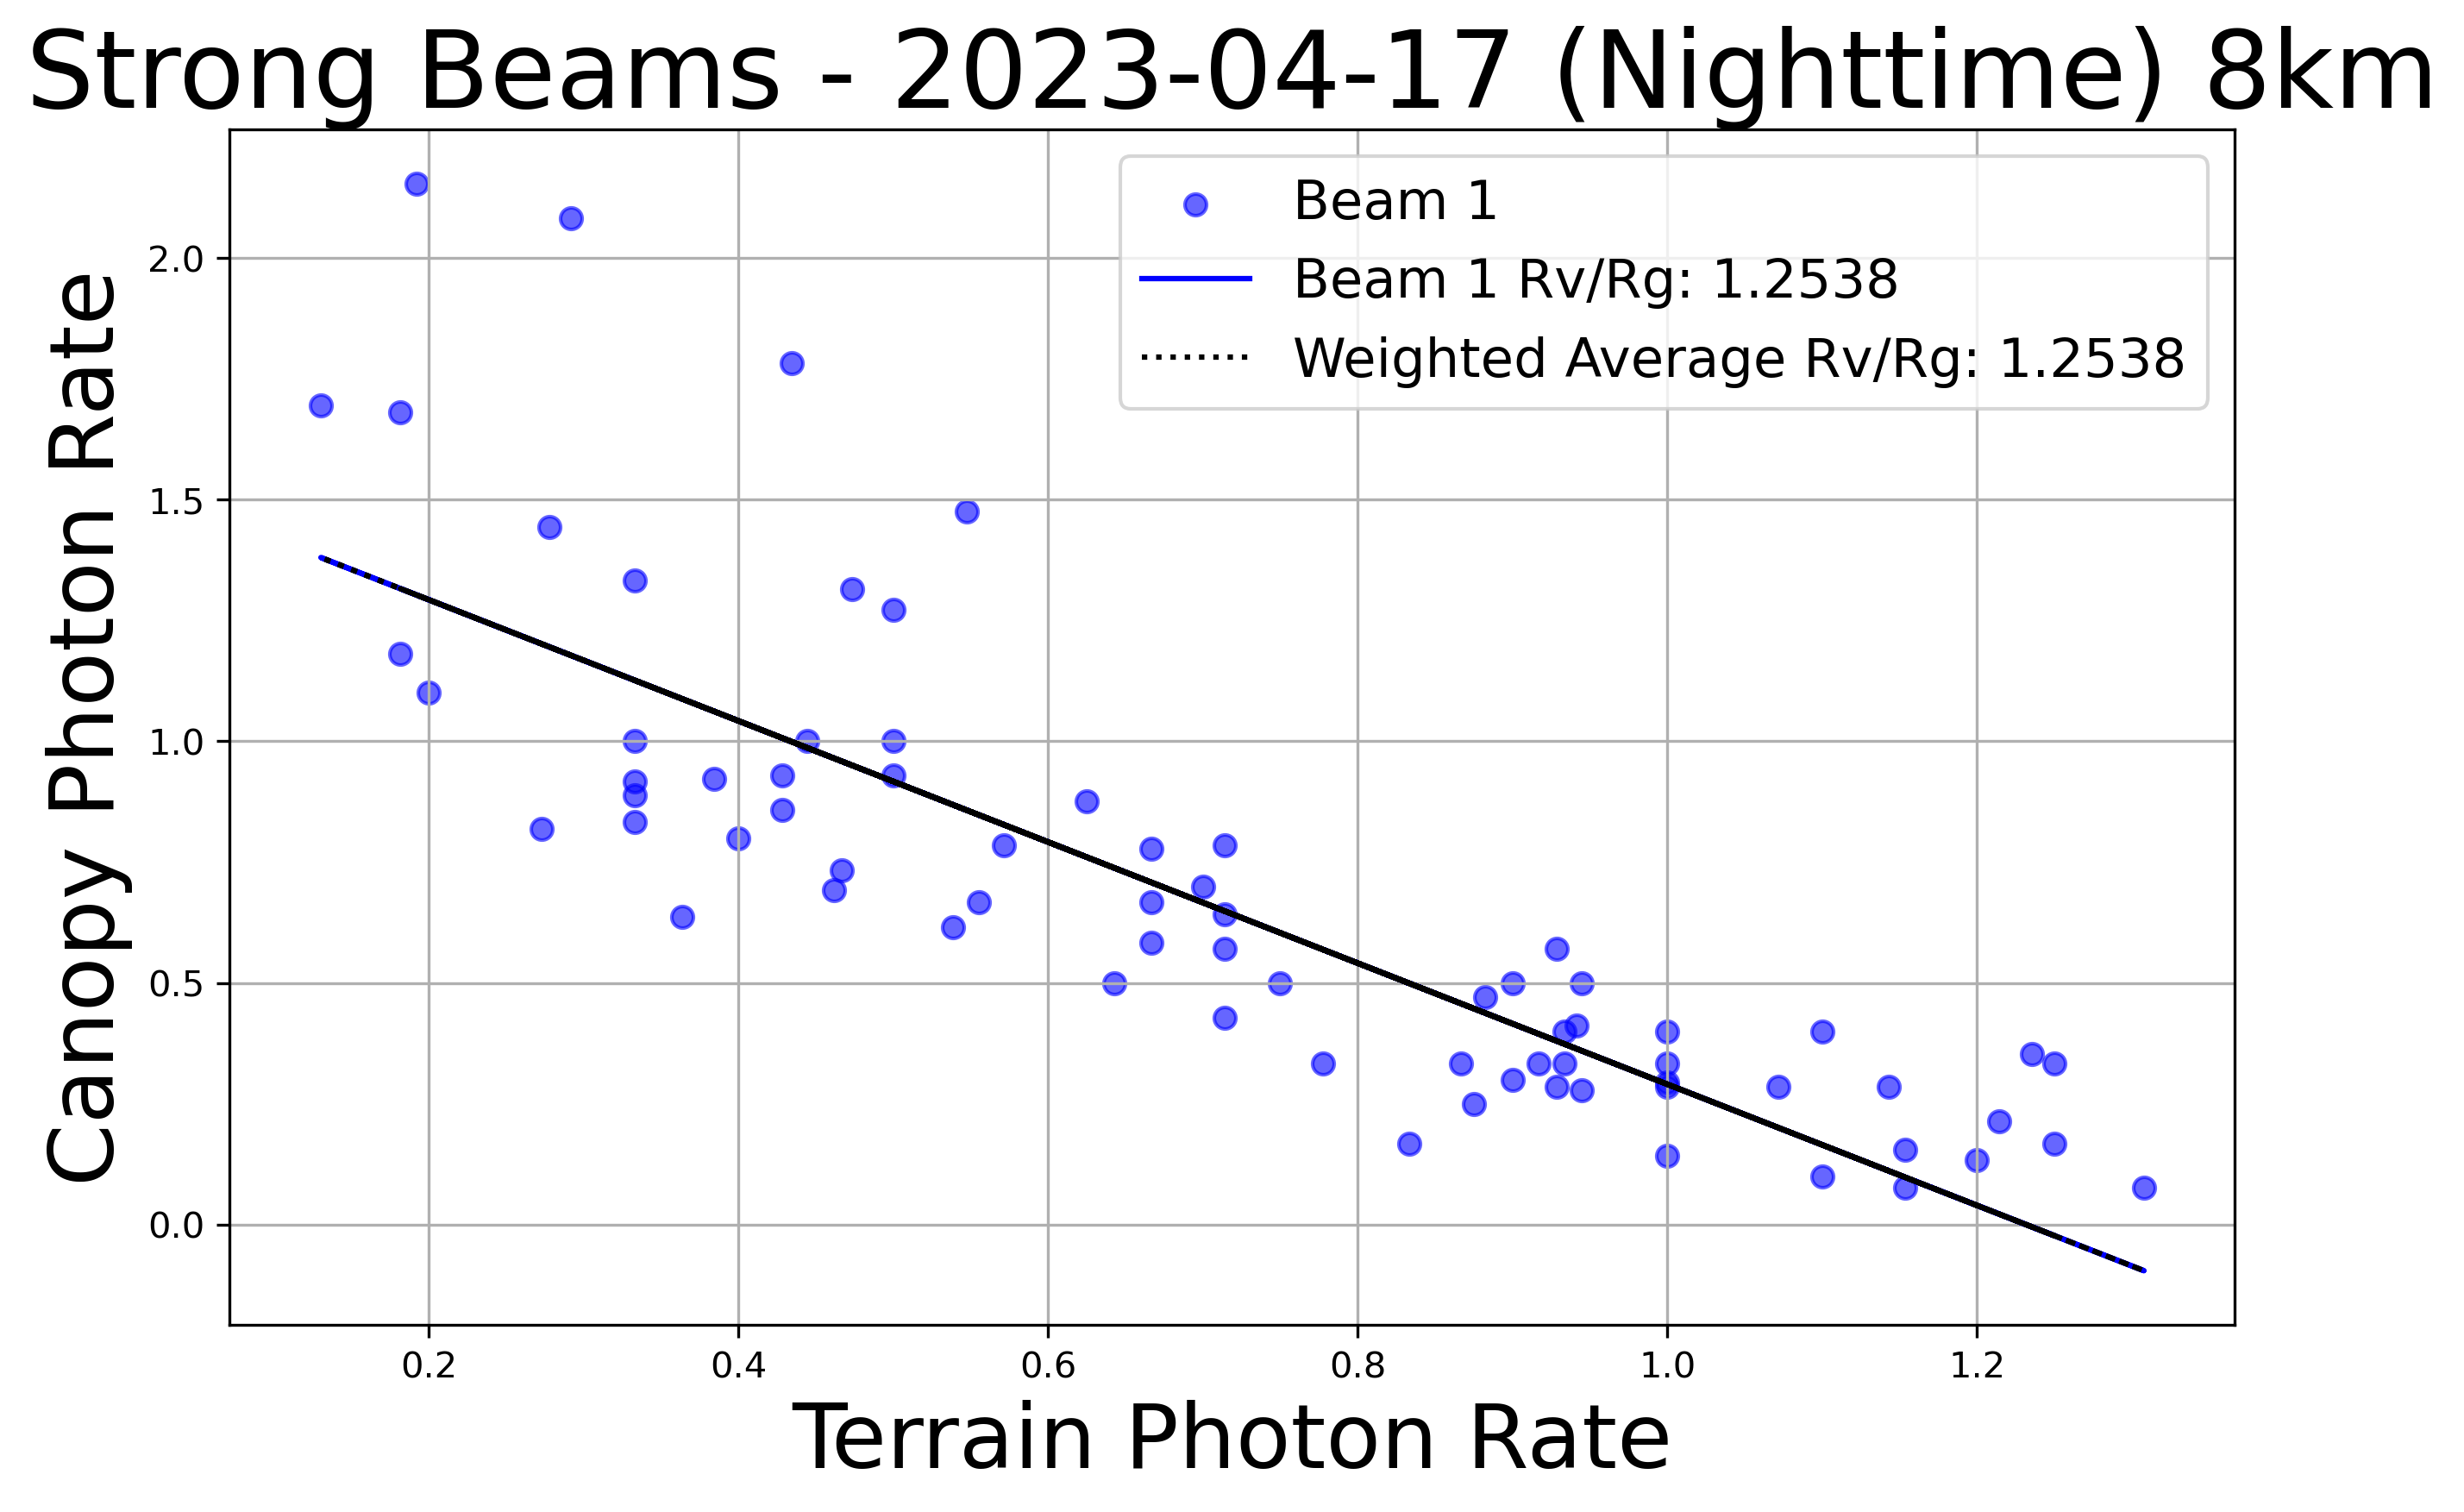 Strong Beams - 2023-04-17 (Nighttime) 8km
Beam 1
Beam 1 Rv/Rg: 1.2538
Weighted Average Rv/Rg: 1.2538
Canopy Photon Rate
2.0
1.5
1.0
0.5
0.0
0.2 0.4 0.6 0.8 1.0 1.2
Terrain Photon Rate